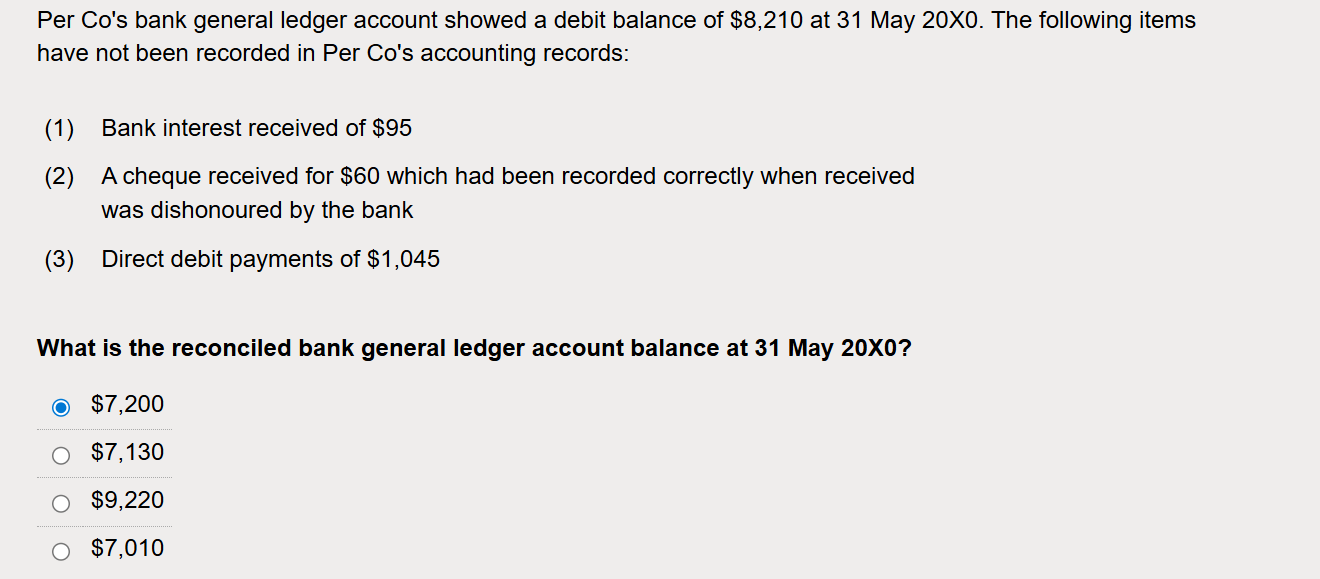 Per Co's bank general ledger account showed a debit balance of $8,210 at 31 May 20X0. The following items
have not been recorded in Per Co's accounting records:
(1) Bank interest received of $95
(2) A cheque received for $60 which had been recorded correctly when received
was dishonoured by the bank
(3) Direct debit payments of $1,045
What is the reconciled bank general ledger account balance at 31 May 20X0?
$7,200
$7,130
$9,220
$7,010